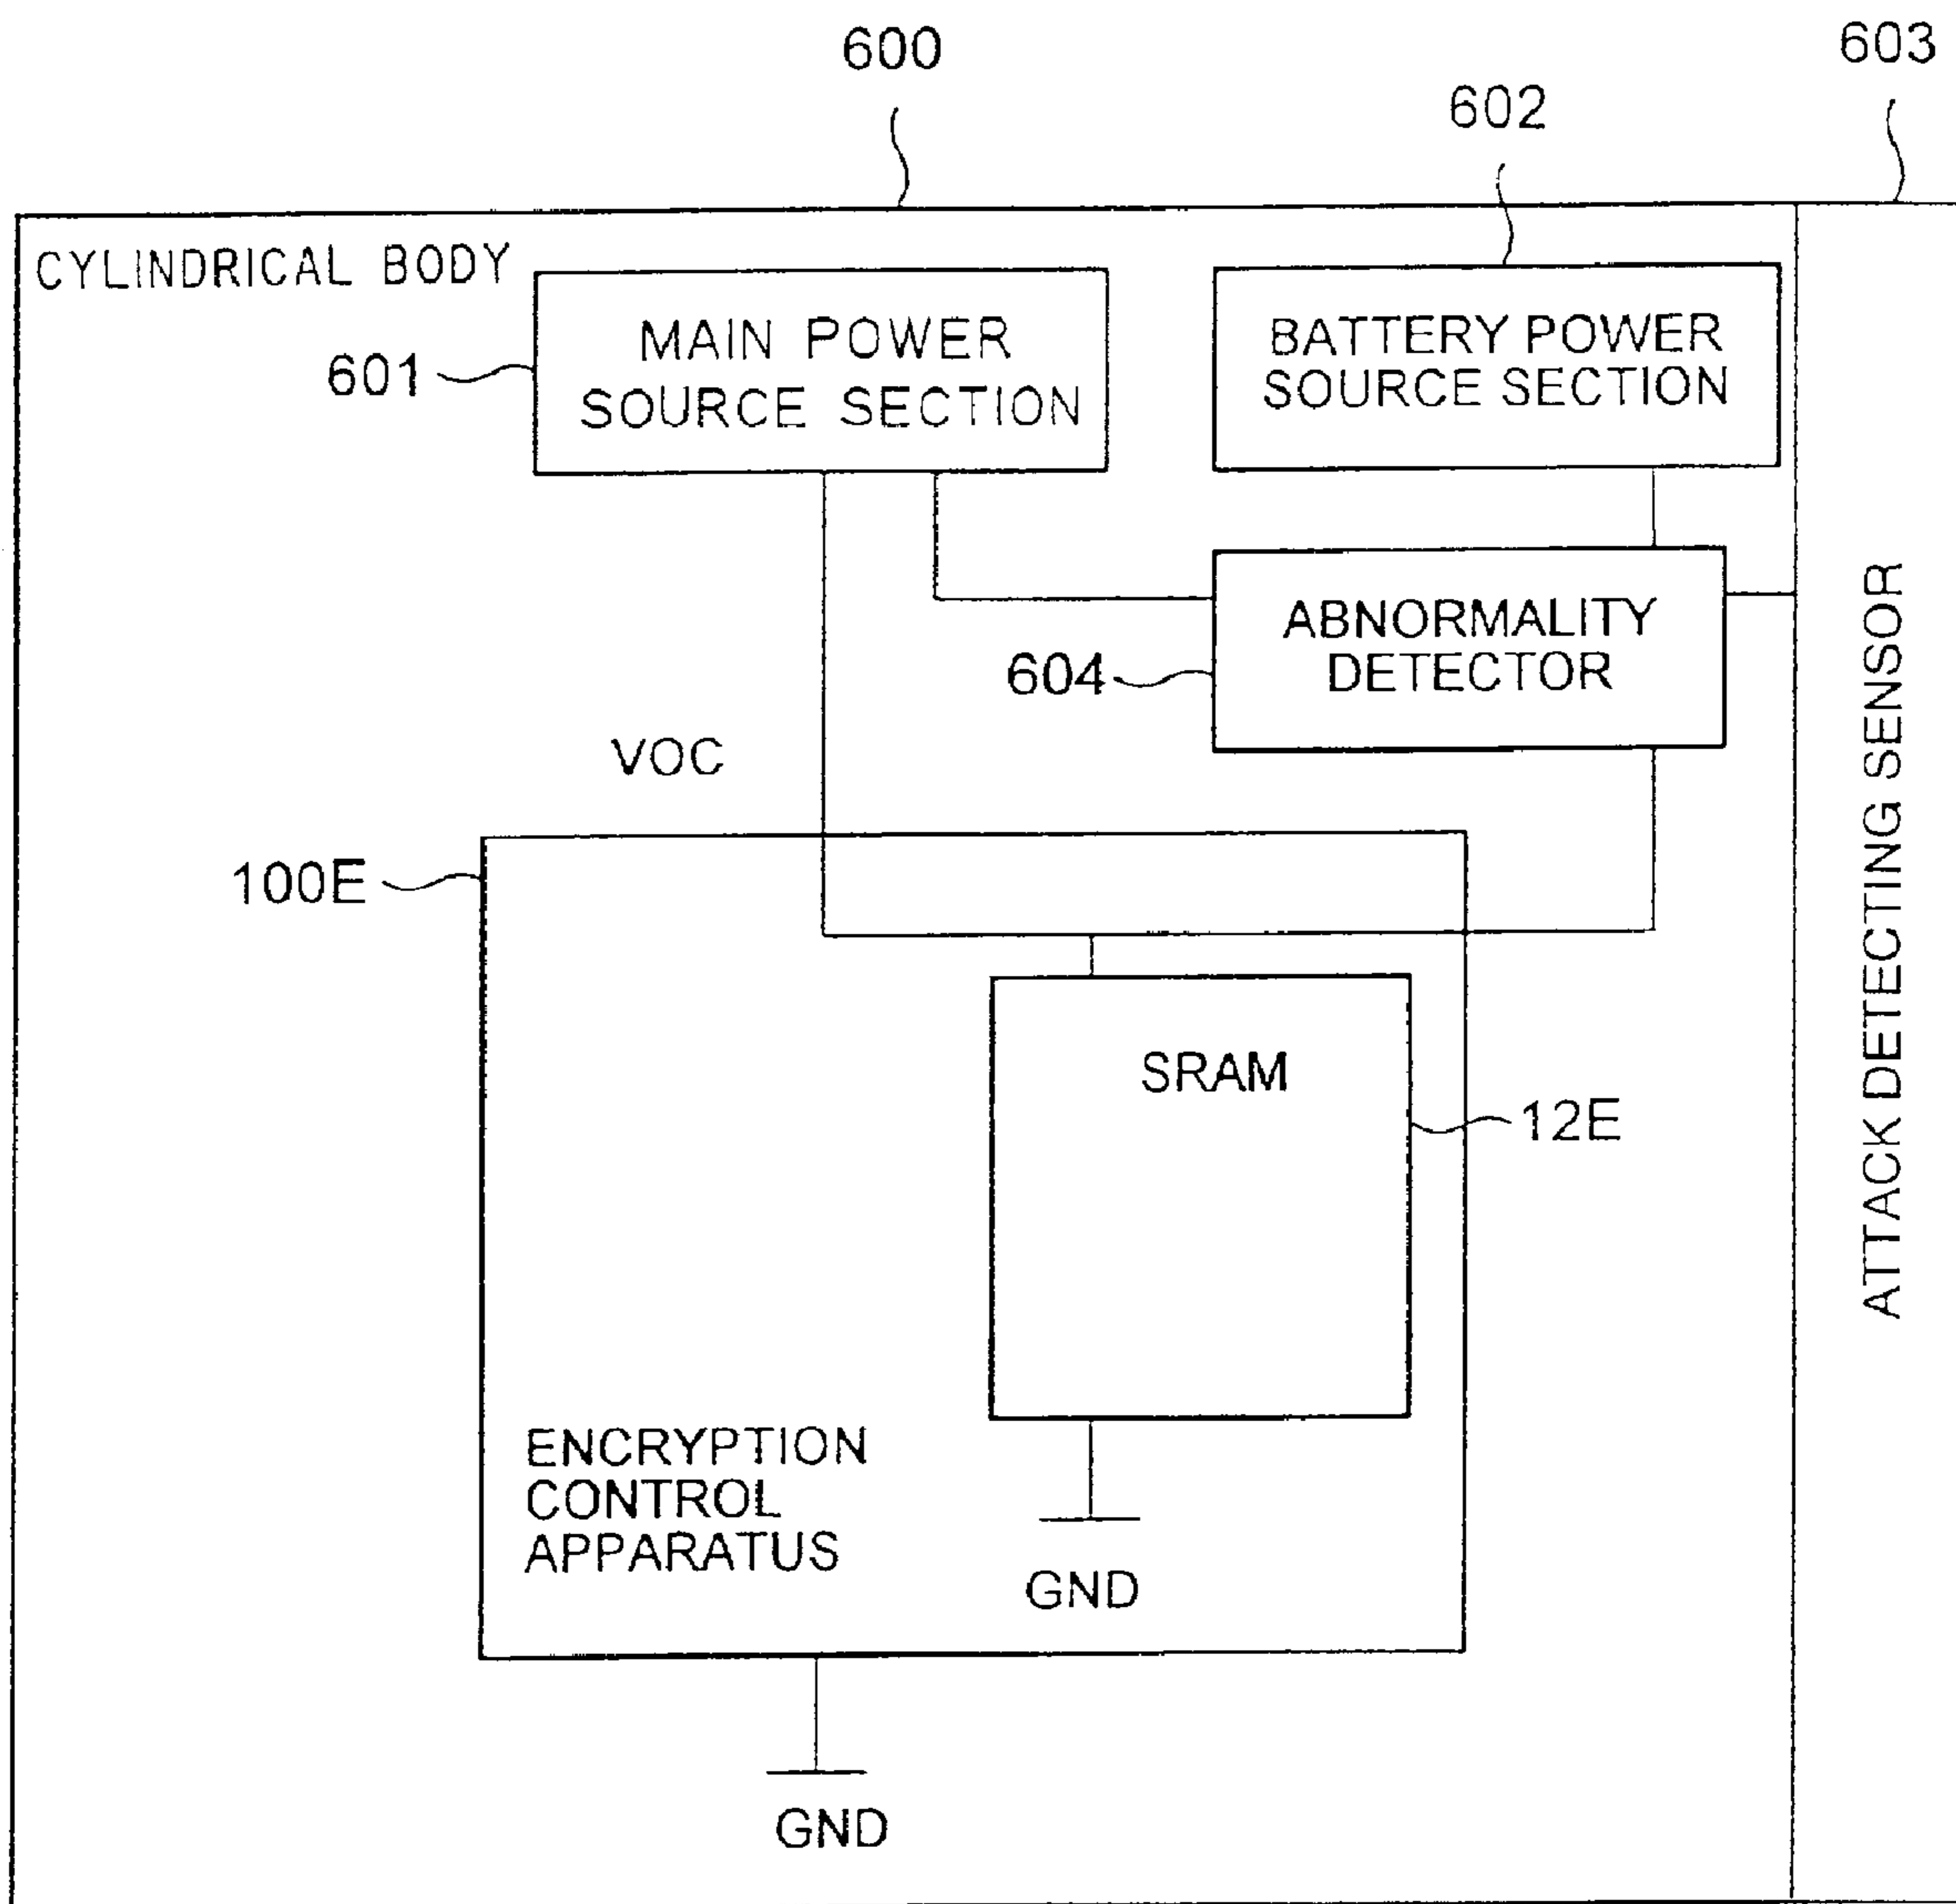 600
603
602
CYLINDRICAL BODY
601
MAIN POWER
SOURCE SECTION
BATTERY POWER
SOURCE SECTION
ABNORMALITY
DETECTOR
604
VOC
100E
SRAM
12E
ENCRYPTION
CONTROL
APPARATUS
GND
GND
ATTACK DETECTING SENSOR